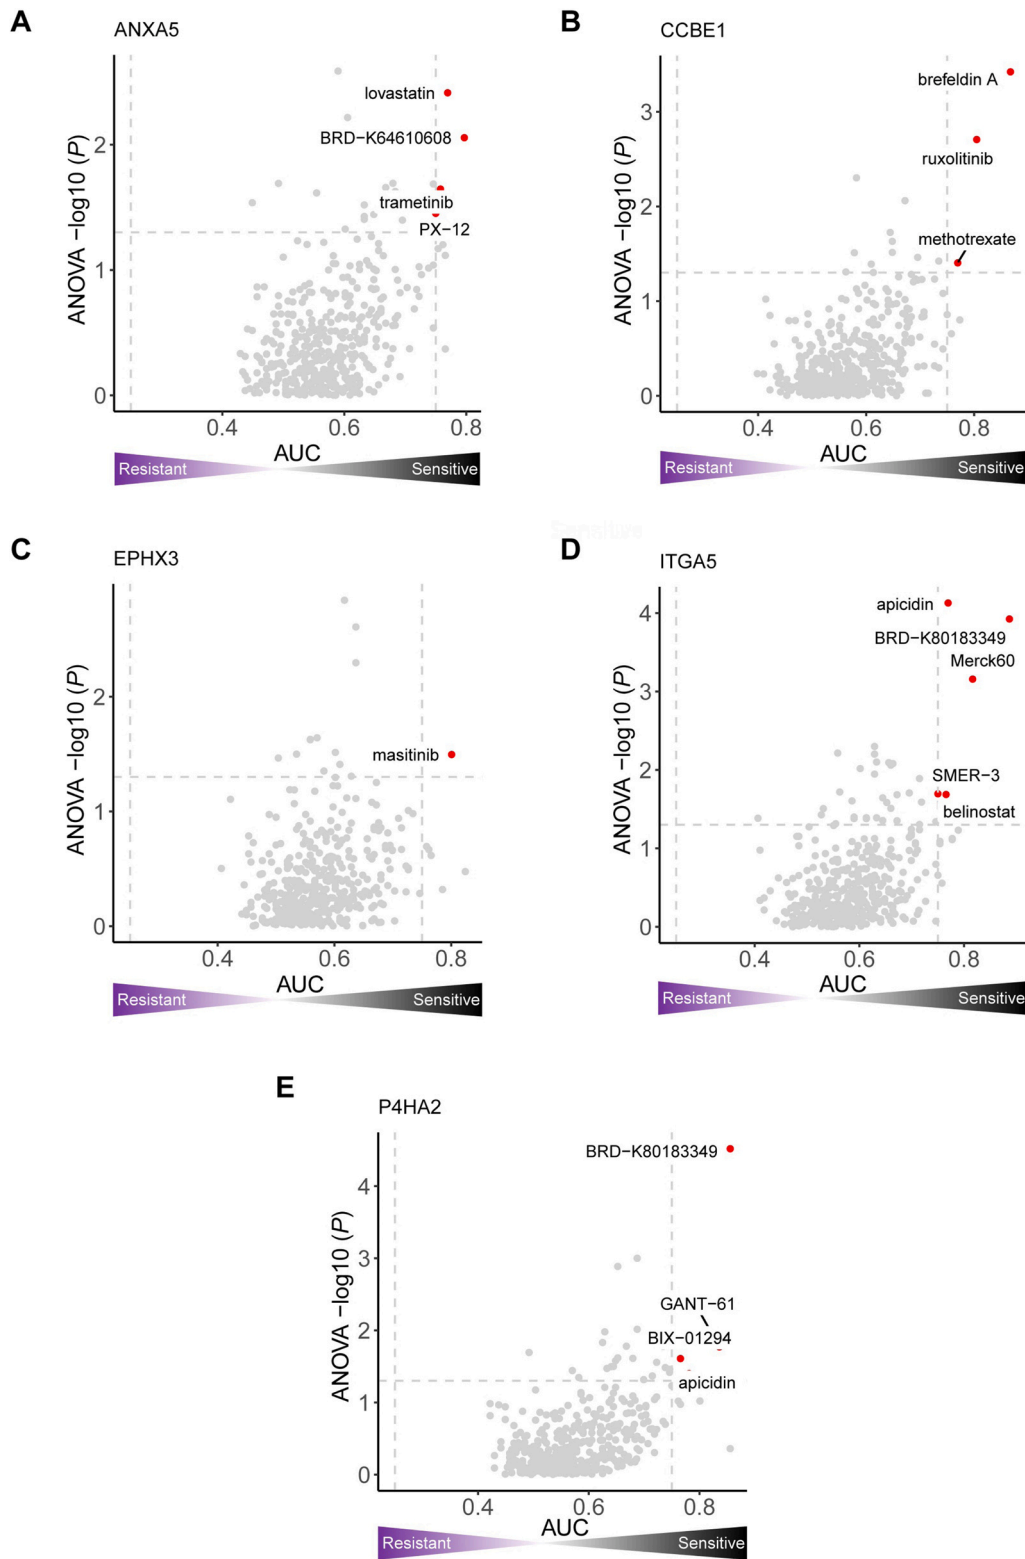 A
ANXA5
ANOVA −log10 (P)
2
1
0
lovastatin
BRD−K64610608
trametinib
PX−12
0.4
0.6
0.8
AUC
Resistant
Sensitive
B
CCBE1
ANOVA −log10 (P)
3
2
1
0
brefeldin A
ruxolitinib
methotrexate
0.4
0.6
0.8
AUC
Resistant
Sensitive
Sensitive
C
EPHX3
ANOVA −log10 (P)
2
1
0
masitinib
0.4
0.6
0.8
AUC
Resistant
Sensitive
D
ITGA5
ANOVA −log10 (P)
4
3
2
1
0
apicidin
BRD−K80183349
Merck60
SMER−3
belinostat
0.4
0.6
0.8
AUC
Resistant
Sensitive
E
P4HA2
ANOVA −log10 (P)
4
3
2
1
0
BRD−K80183349
GANT−61
BIX−01294
apicidin
0.4
0.6
0.8
AUC
Resistant
Sensitive